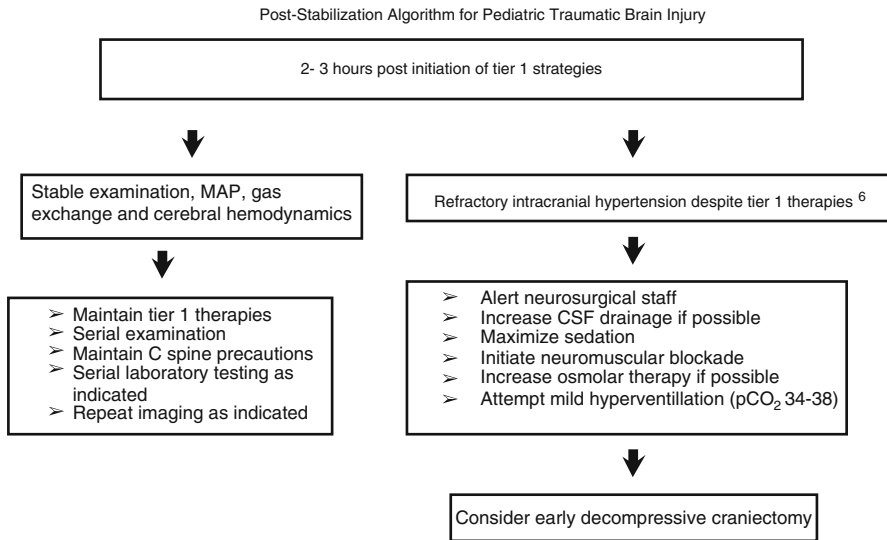 Post-Stabilization Algorithm for Pediatric Traumatic Brain Injury
2- 3 hours post initiation of tier 1 strategies
Stable examination, MAP, gas
exchange and cerebral hemodynamics
➢ Maintain tier 1 therapies
➢ Serial examination
➢ Maintain C spine precautions
➢ Serial laboratory testing as
indicated
➢ Repeat imaging as indicated
Refractory intracranial hypertension despite tier 1 therapies 6
➢ Alert neurosurgical staff
➢ Increase CSF drainage if possible
➢ Maximize sedation
➢ Initiate neuromuscular blockade
➢ Increase osmolar therapy if possible
➢ Attempt mild hyperventillation (pCO2 34-38)
Consider early decompressive craniectomy